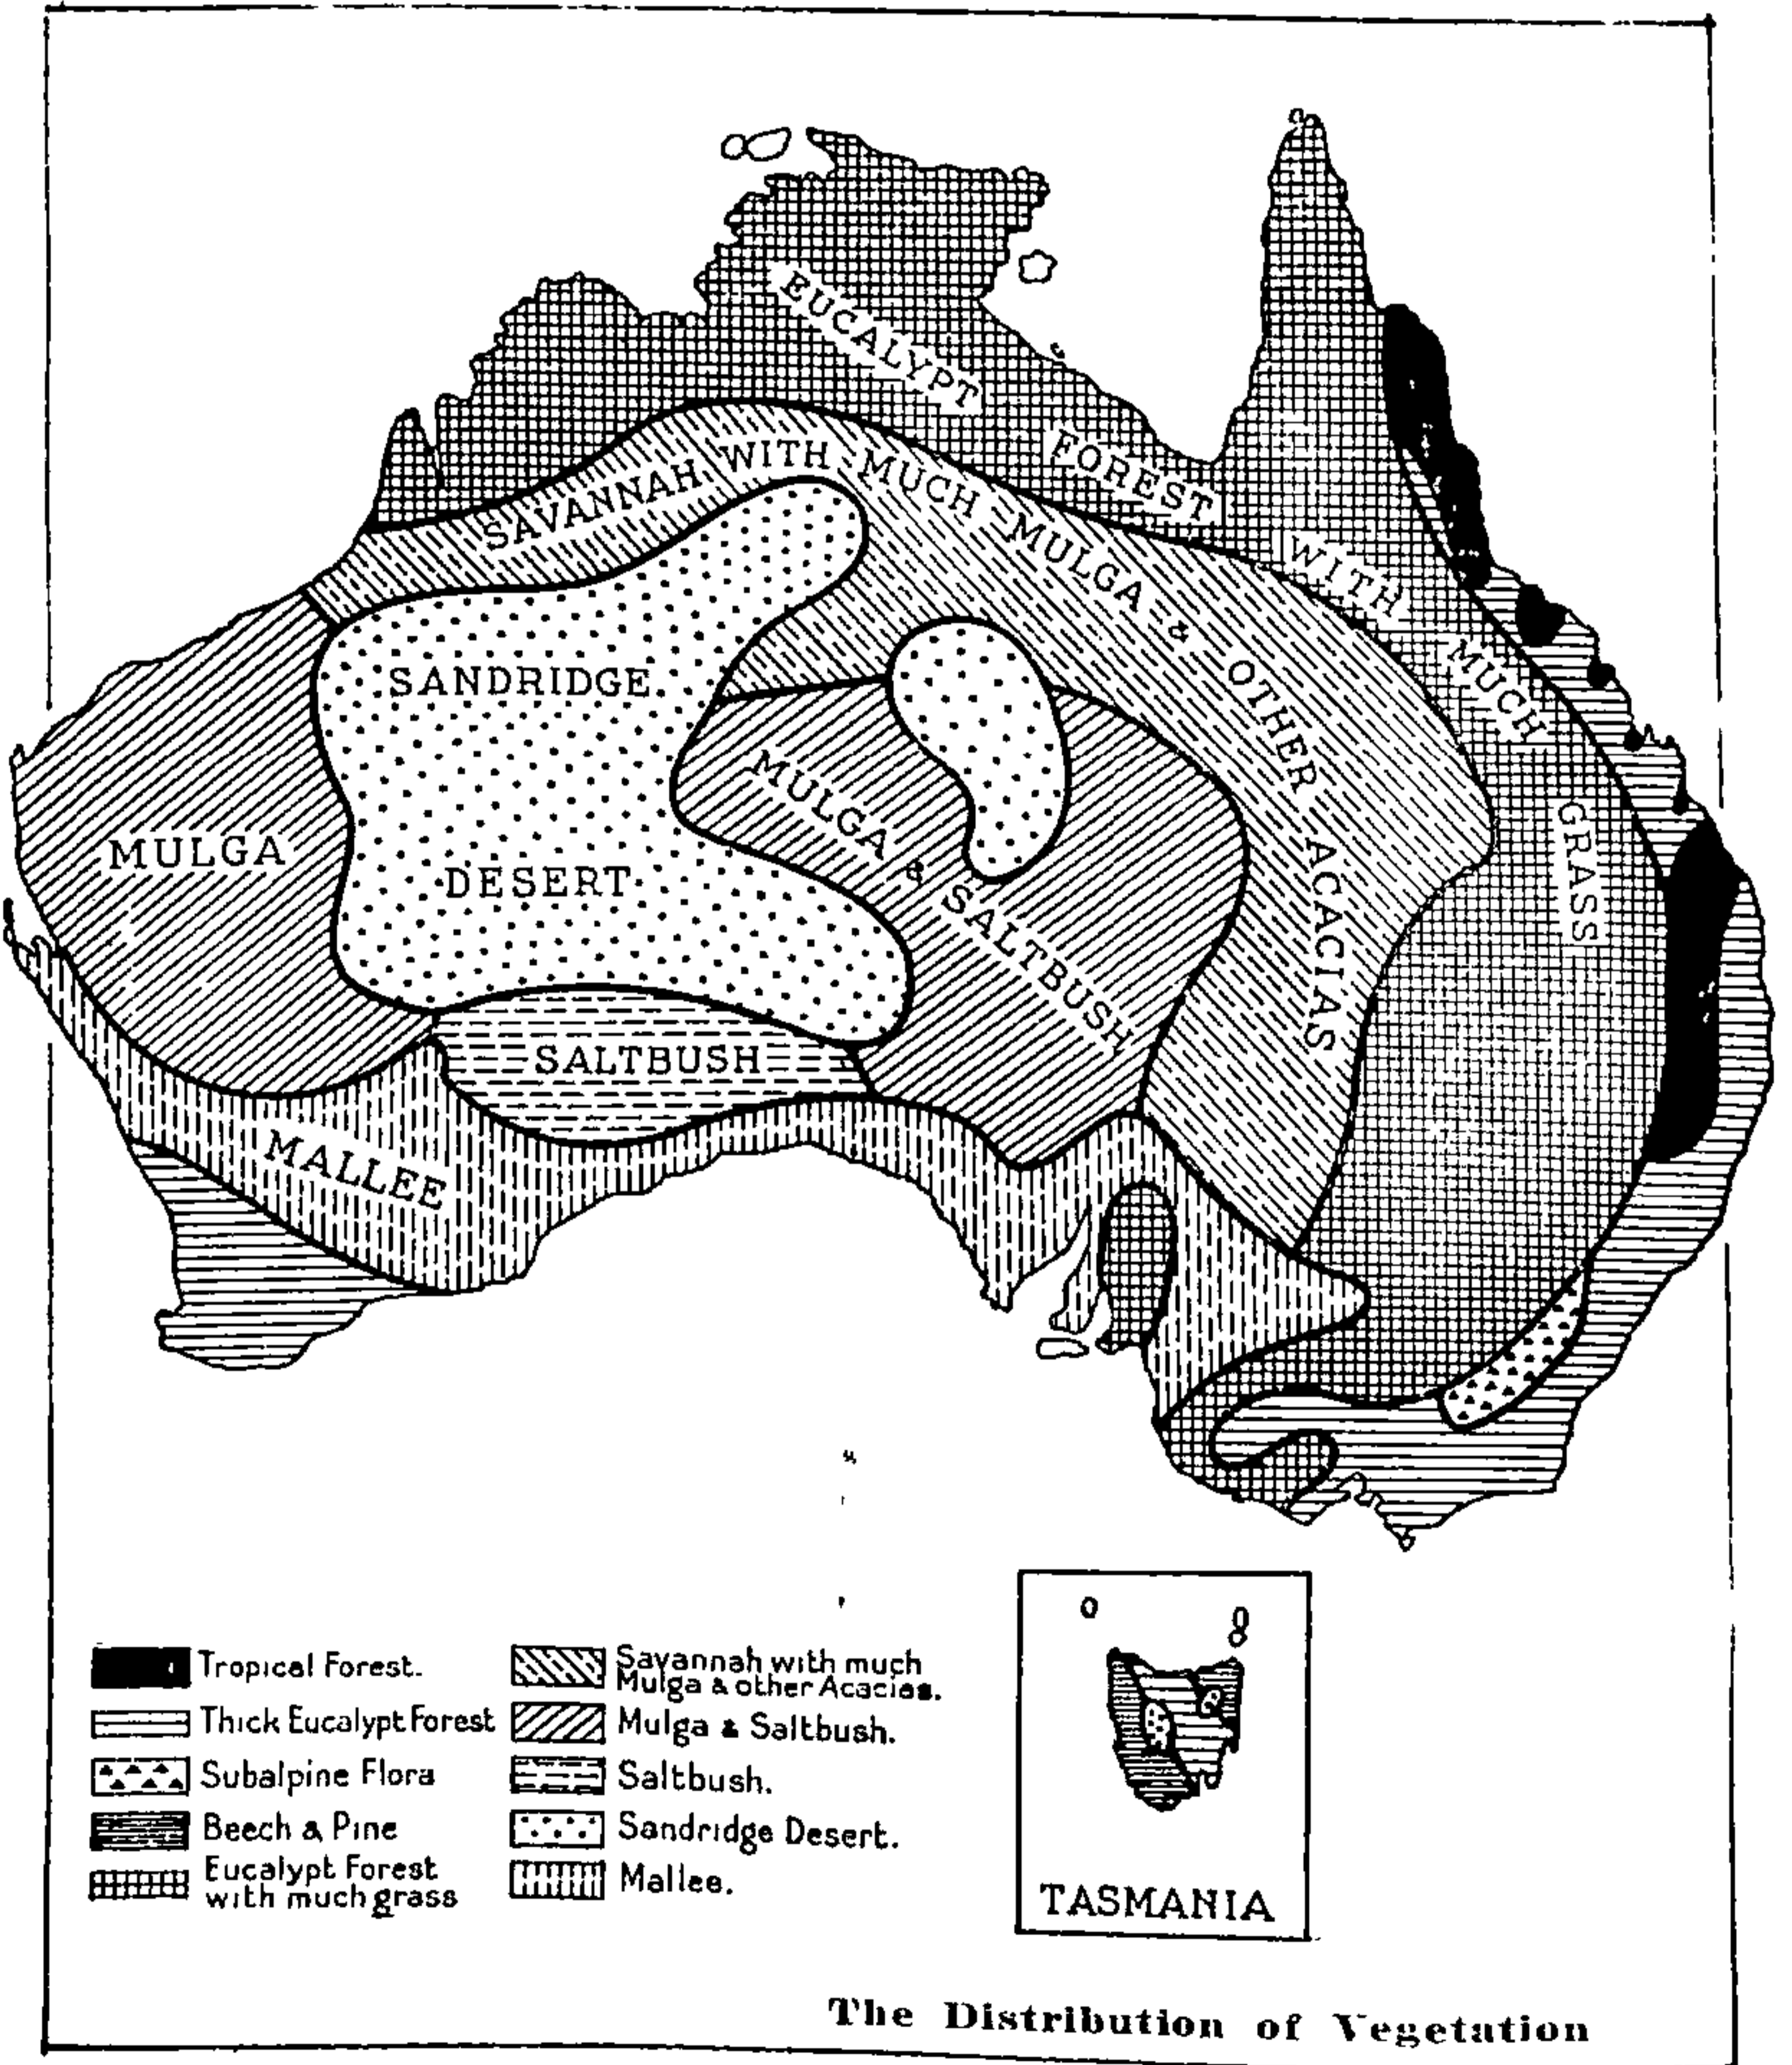 EUCALYPT
FOREST
WITH
MUCH
GRASS
SAVANNAH WITH MUCH MULGA & OTHER ACACIAS
SANDRIDGE
DESERT
MULGA & SALTBUSH
MULGA
SALTBUSH
MALLEE
Tropical Forest.
Thick Eucalypt Forest
Subalpine Flora
Beech & Pine
Eucalypt Forest
with much grass
Savannah with much
Mulga & other Acacias.
Mulga & Saltbush.
Saltbush.
Sandridge Desert.
Mallee.
TASMANIA
The Distribution of Vegetation